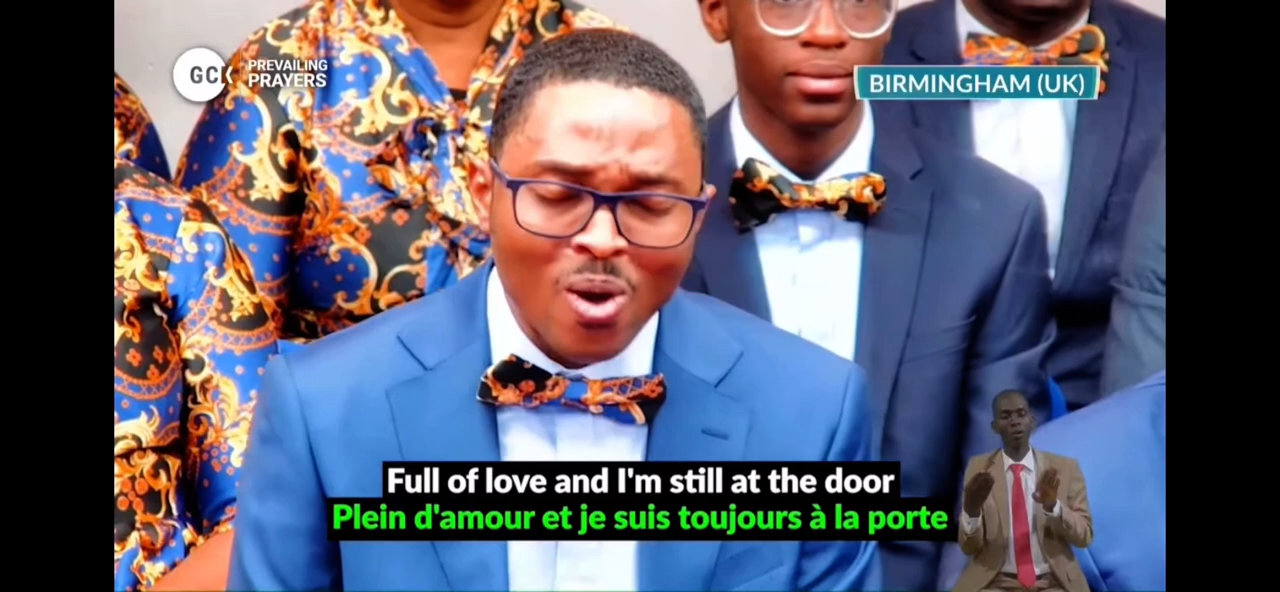 GCK
PREVAILING
PRAYERS
BIRMINGHAM (UK)
Full of love and I'm still at the door
Plein d'amour et je suis toujours à la porte